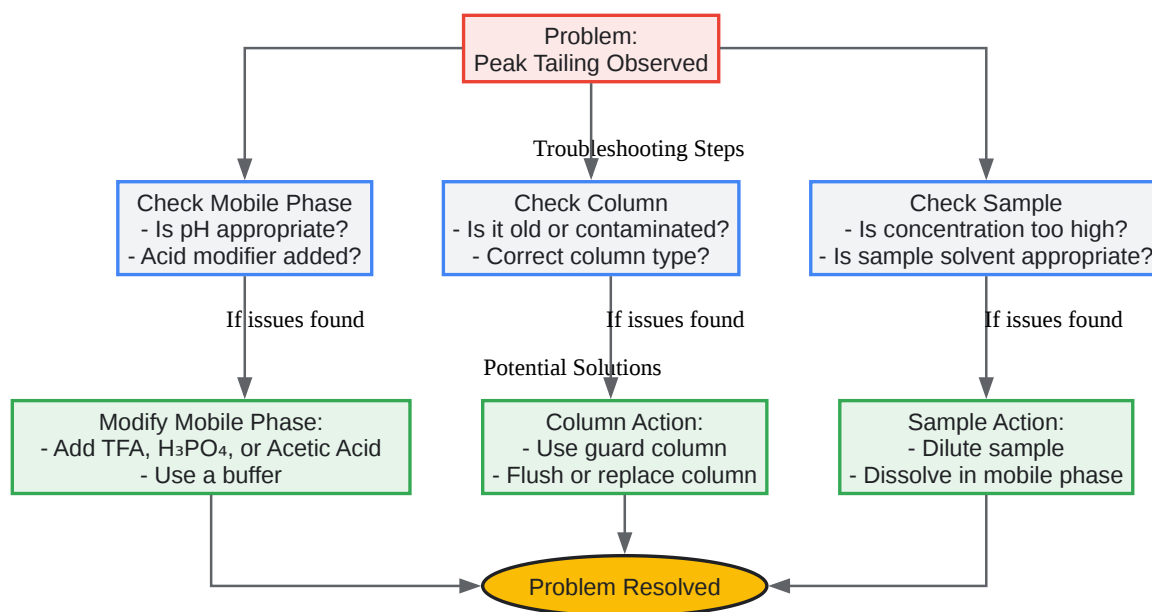 Problem:
Peak Tailing Observed
Troubleshooting Steps
Check Mobile Phase
- Is pH appropriate?
- Acid modifier added?
Check Column
- Is it old or contaminated?
- Correct column type?
Check Sample
- Is concentration too high?
- Is sample solvent appropriate?
If issues found
If issues found
If issues found
Potential Solutions
Modify Mobile Phase:
- Add TFA, H₃PO₄, or Acetic Acid
- Use a buffer
Column Action:
- Use guard column
- Flush or replace column
Sample Action:
- Dilute sample
- Dissolve in mobile phase
Problem Resolved